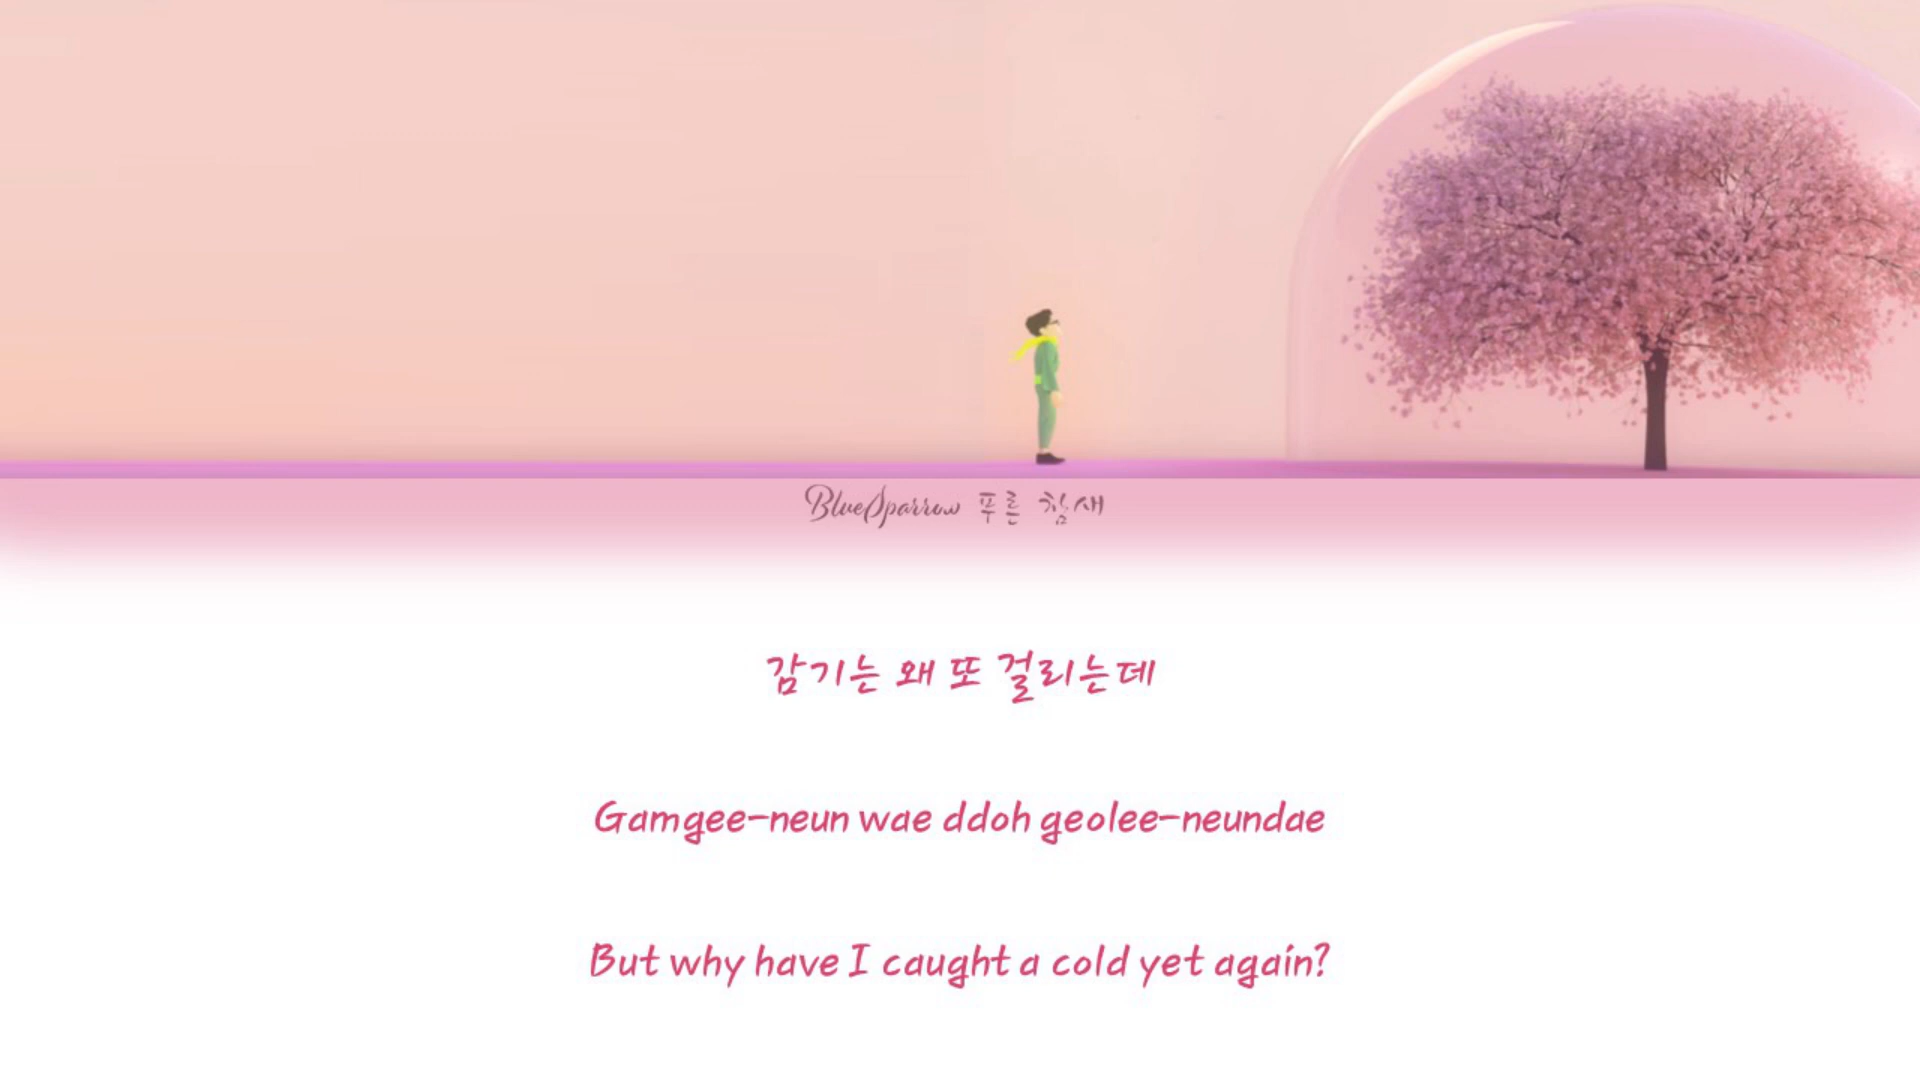 BlueSparrow 푸른 참새
감기는 왜 또 걸리는데
Gamgee-neun wae ddoh geolee-neundae
But why have I caught a cold yet again?